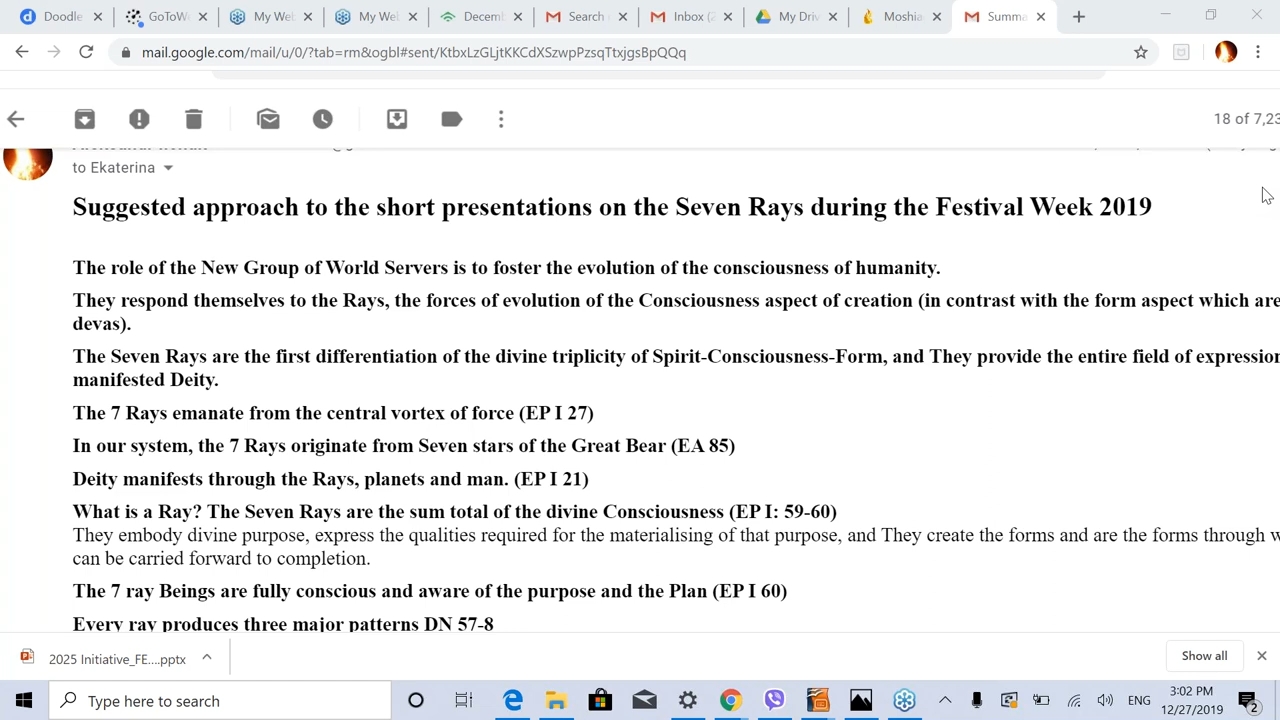 Doodle
GoToW
My Wel
My Wel
Decem
Search
Inbox (2
My Driv
Moshia
Summa
mail.google.com/mail/u/0/?tab=rm&ogbl#sent/KtbxLzGLjtKKCdXSzwpPzsqTtxjgsBpQQq
18 of 7,23
to Ekaterina
Suggested approach to the short presentations on the Seven Rays during the Festival Week 2019
The role of the New Group of World Servers is to foster the evolution of the consciousness of humanity.
They respond themselves to the Rays, the forces of evolution of the Consciousness aspect of creation (in contrast with the form aspect which are
devas).
The Seven Rays are the first differentiation of the divine triplicity of Spirit-Consciousness-Form, and They provide the entire field of expression
manifested Deity.
The 7 Rays emanate from the central vortex of force (EP I 27)
In our system, the 7 Rays originate from Seven stars of the Great Bear (EA 85)
Deity manifests through the Rays, planets and man. (EP I 21)
What is a Ray? The Seven Rays are the sum total of the divine Consciousness (EP I: 59-60)
They embody divine purpose, express the qualities required for the materialising of that purpose, and They create the forms and are the forms through w
can be carried forward to completion.
The 7 ray Beings are fully conscious and aware of the purpose and the Plan (EP I 60)
Every ray produces three major patterns DN 57-8
2025 Initiative_FE....pptx
Show all
Type here to search
ENG
3:02 PM
12/27/2019
2